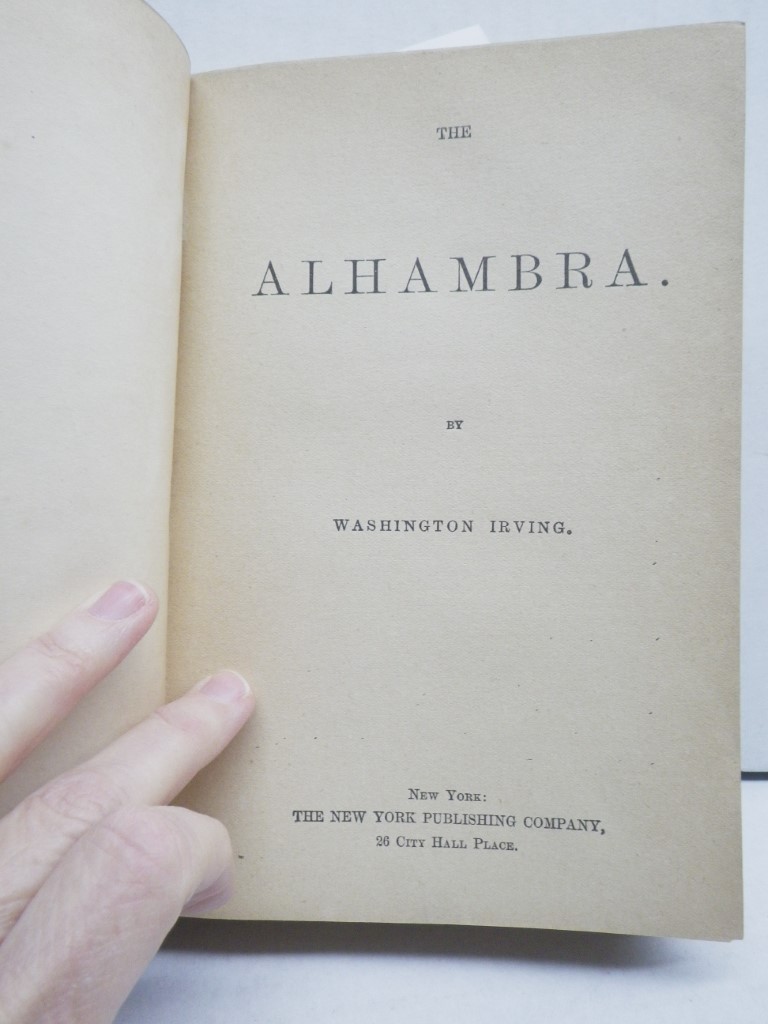 THE
ALHAMBRA.
BY
WASHINGTON IRVING.
NEW YORK:
THE NEW YORK PUBLISHING COMPANY,
26 CITY HALL PLACE.